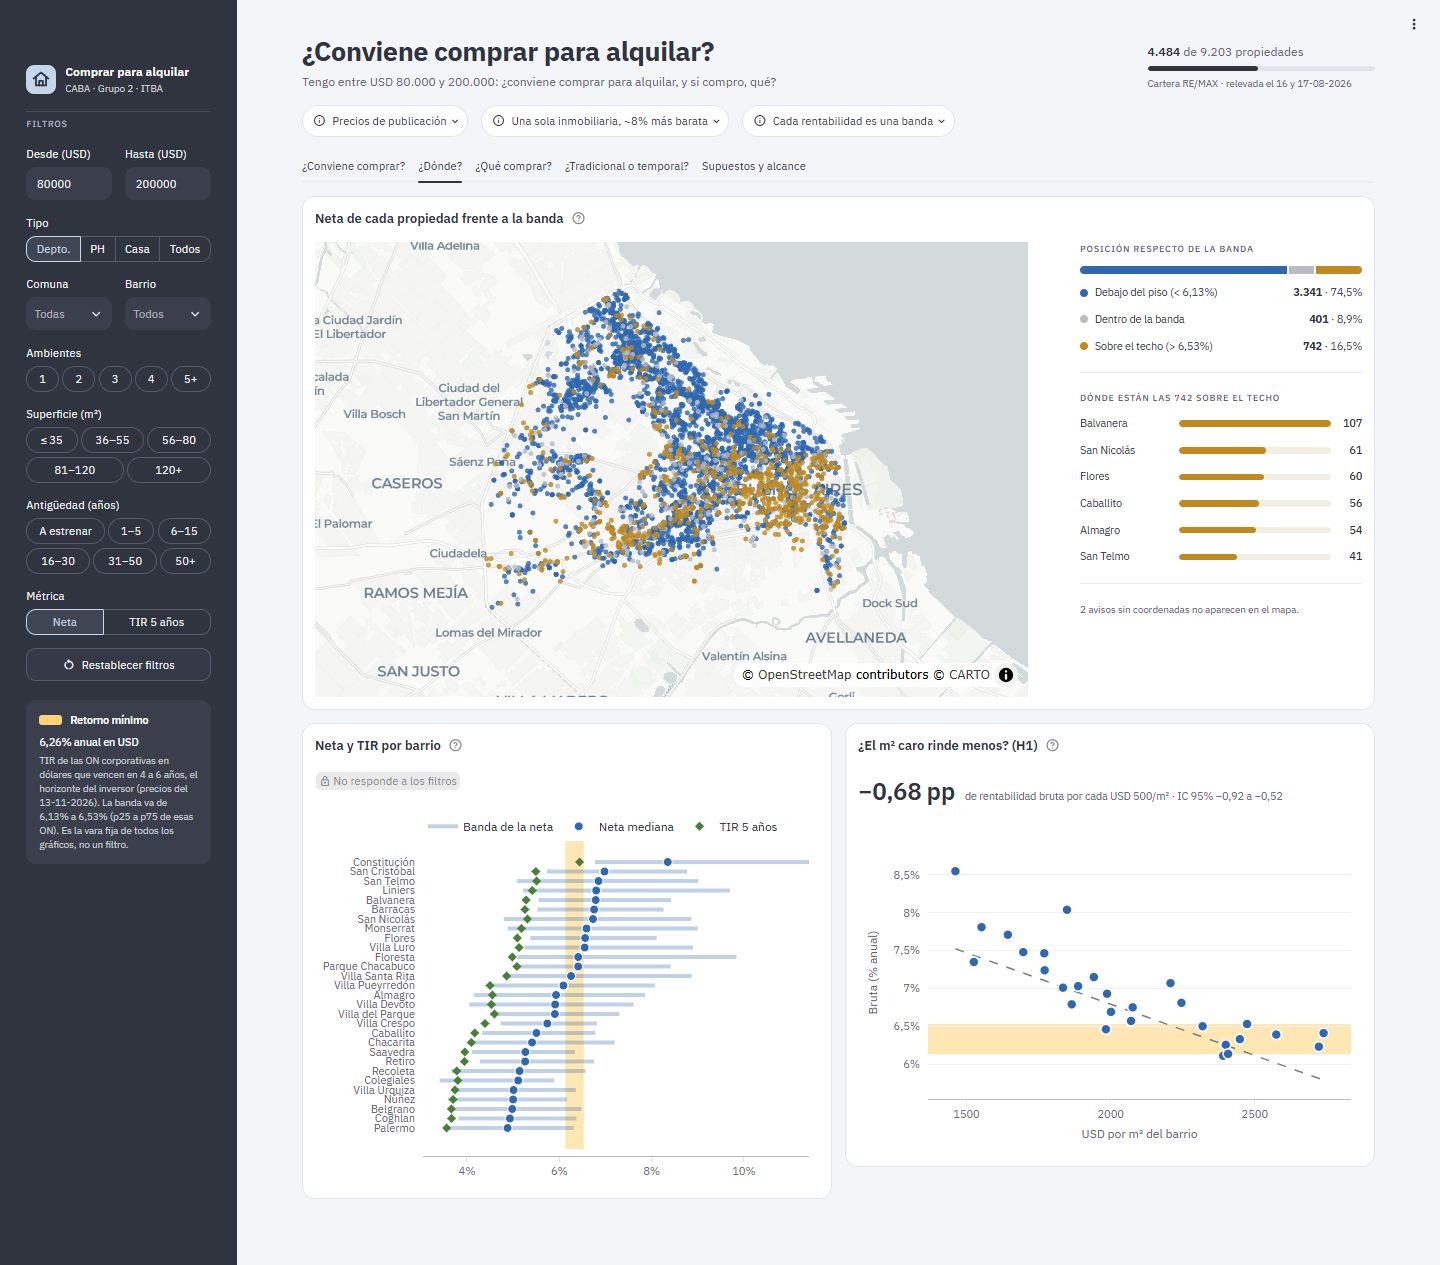 Comprar para alquilar
CABA · Grupo 2 · ITBA
FILTROS
Desde (USD)
Hasta (USD)
80000
200000
Tipo
Depto.
PH
Casa
Todos
Comuna
Barrio
Todas
Todos
Ambientes
1
2
3
4
5+
Superficie (m²)
≤35
36–55
56–80
81–120
120+
Antigüedad (años)
A estrenar
1–5
6–15
16–30
31–50
50+
Métrica
Neta
TIR 5 años
Restablecer filtros
Retorno mínimo
6,26% anual en USD
TIR de las ON corporativas en
dólares que vencen en 4 a 6 años, el
horizonte del inversor (precios del
13-11-2026). La banda va de
6,13% a 6,53% (p25 a p75 de esas
ON). Es la vara fija de todos los
gráficos, no un filtro.
¿Conviene comprar para alquilar?
Tengo entre USD 80.000 y 200.000: ¿conviene comprar para alquilar, y si compro, qué?
4.484 de 9.203 propiedades
Cartera RE/MAX · relevada el 16 y 17-08-2026
Precios de publicación
Una sola inmobiliaria, ~8% más barata
Cada rentabilidad es una banda
¿Conviene comprar?
¿Dónde?
¿Qué comprar?
¿Tradicional o temporal?
Supuestos y alcance
Neta de cada propiedad frente a la banda
Villa Adelina
a Ciudad Jardín
El Libertador
calada
ín
Ciudad del
Libertador General
San Martín
Villa Bosch
Sáenz Peña
CASEROS
IRES
El Palomar
Ciudadela
RAMOS MEJÍA
Dock Sud
Lomas del Mirador
AVELLANEDA
Valentín Alsina
SAN JUSTO
© OpenStreetMap contributors © CARTO
Gerli
POSICIÓN RESPECTO DE LA BANDA
Debajo del piso (< 6,13%)
3.341 · 74,5%
Dentro de la banda
401 · 8,9%
Sobre el techo (> 6,53%)
742 · 16,5%
DÓNDE ESTÁN LAS 742 SOBRE EL TECHO
Balvanera
107
San Nicolás
61
Flores
60
Caballito
56
Almagro
54
San Telmo
41
2 avisos sin coordenadas no aparecen en el mapa.
Neta y TIR por barrio
No responde a los filtros
Banda de la neta
Neta mediana
TIR 5 años
Constitución
San Cristóbal
San Telmo
Liniers
Balvanera
Barracas
San Nicolás
Monserrat
Flores
Villa Luro
Floresta
Parque Chacabuco
Villa Santa Rita
Villa Pueyrredón
Almagro
Villa Devoto
Villa del Parque
Villa Crespo
Caballito
Chacarita
Saavedra
Retiro
Recoleta
Colegiales
Villa Urquiza
Núñez
Belgrano
Coghlan
Palermo
4%
6%
8%
10%
¿El m² caro rinde menos? (H1)
−0,68 pp
de rentabilidad bruta por cada USD 500/m² · IC 95% −0,92 a −0,52
Bruta (% anual)
8,5%
8%
7,5%
7%
6,5%
6%
1500
2000
2500
USD por m² del barrio